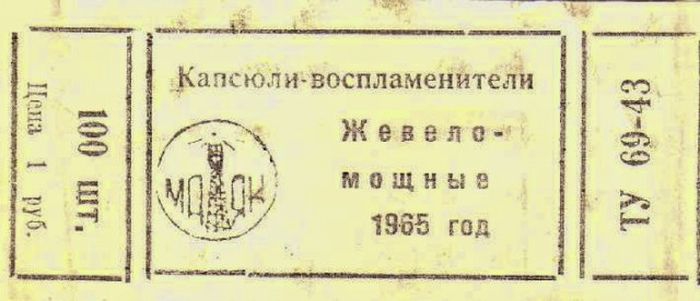 100 шт.
Цена 1 руб.
Капсюли-воспламенители
Жевело-
мощные
1965 год
МАЯК
ТУ 69-43